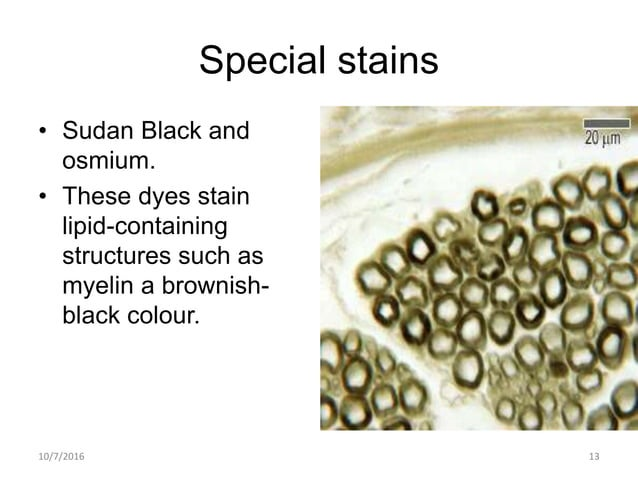 Special stains
• Sudan Black and
osmium.
• These dyes stain
lipid-containing
structures such as
myelin a brownish-
black colour.
20 µm
10/7/2016
13